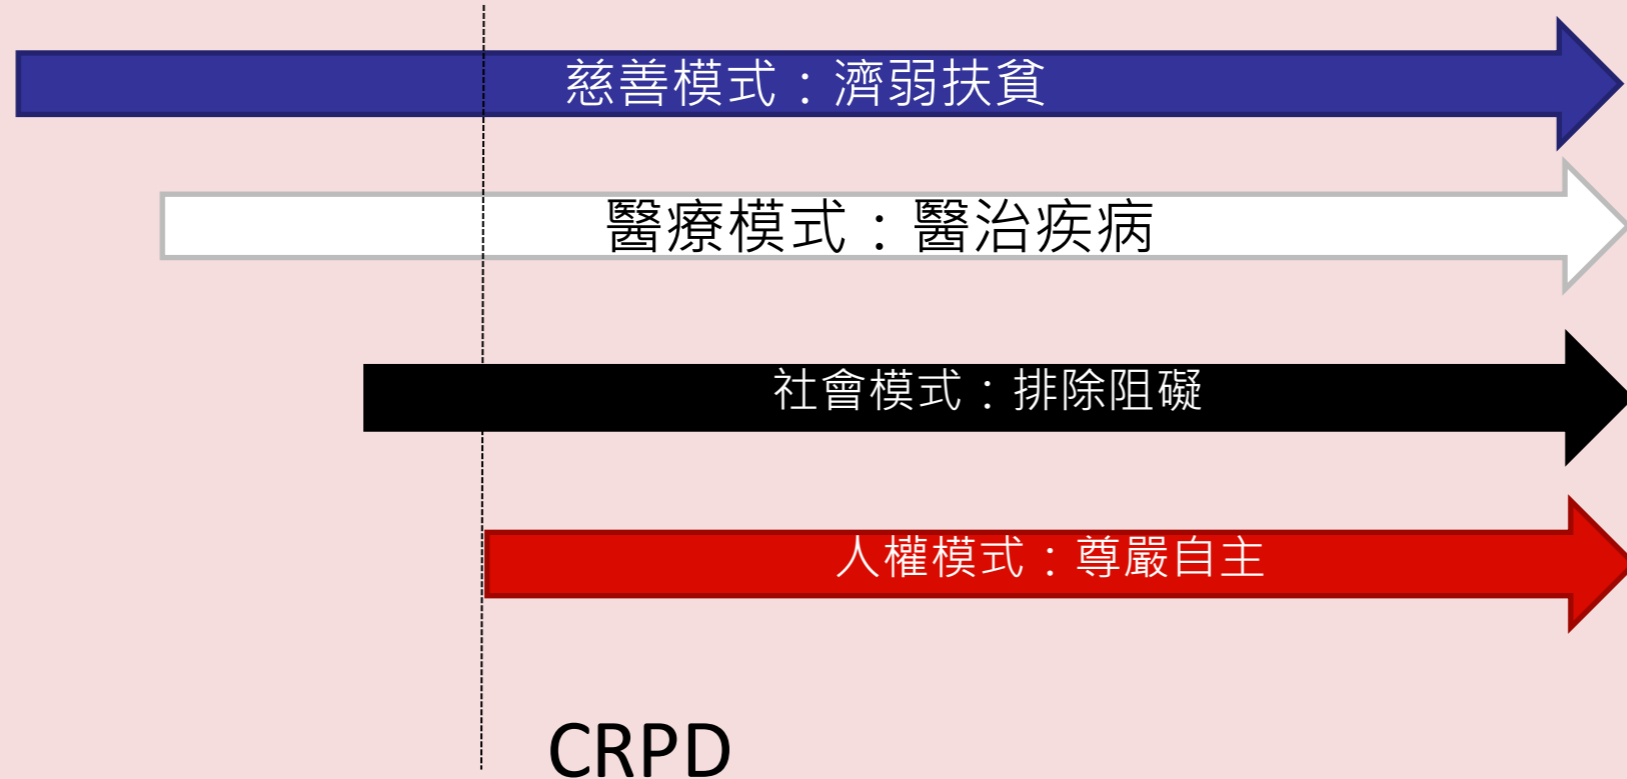 慈善模式：濟弱扶貧
醫療模式：醫治疾病
社會模式：排除阻礙
人權模式：尊嚴自主
CRPD